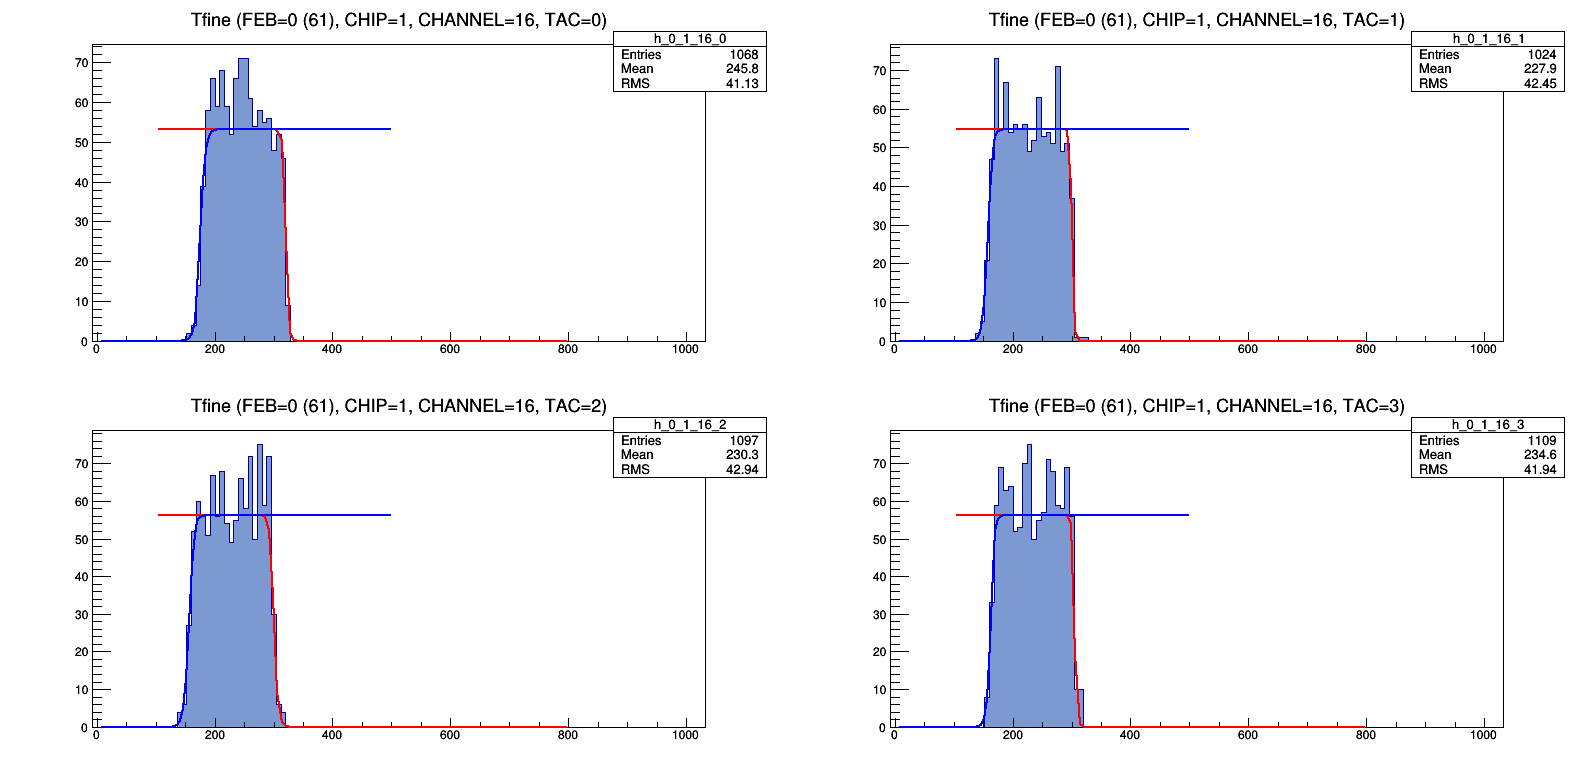 Tfine (FEB=0 (61), CHIP=1, CHANNEL=16, TAC=0)
h_0_1_16_0
Entries 1068
Mean 245.8
RMS 41.13
70
60
50
40
30
20
10
0
0 200 400 600 800 1000
Tfine (FEB=0 (61), CHIP=1, CHANNEL=16, TAC=1)
h_0_1_16_1
Entries 1024
Mean 227.9
RMS 42.45
70
60
50
40
30
20
10
0
0 200 400 600 800 1000
Tfine (FEB=0 (61), CHIP=1, CHANNEL=16, TAC=2)
h_0_1_16_2
Entries 1097
Mean 230.3
RMS 42.94
70
60
50
40
30
20
10
0
0 200 400 600 800 1000
Tfine (FEB=0 (61), CHIP=1, CHANNEL=16, TAC=3)
h_0_1_16_3
Entries 1109
Mean 234.6
RMS 41.94
70
60
50
40
30
20
10
0
0 200 400 600 800 1000